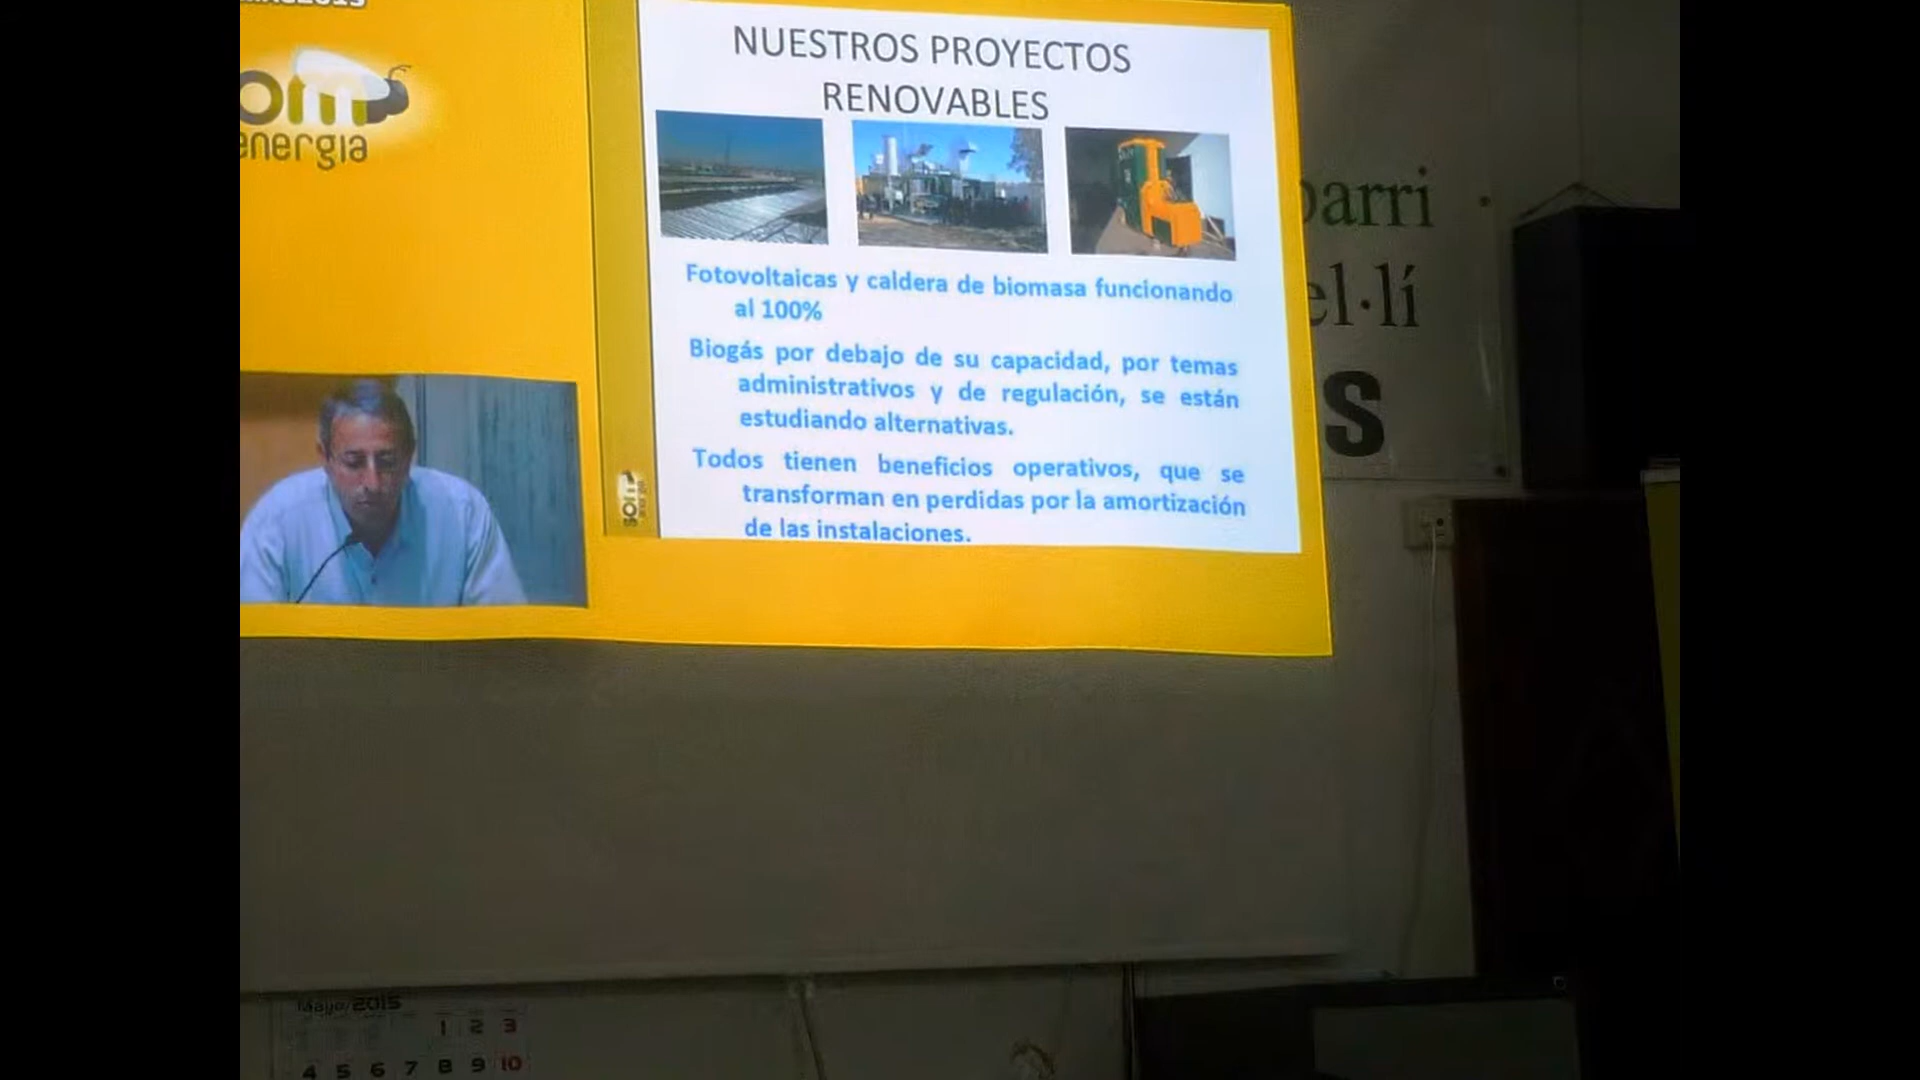 NUESTROS PROYECTOS
RENOVABLES
om
energia
Fotovoltaicas y caldera de biomasa funcionando
al 100%
Biogás por debajo de su capacidad, por temas
administrativos y de regulación, se están
estudiando alternativas.
Todos tienen beneficios operativos, que se
transforman en perdidas por la amortización
de las instalaciones.
som
barri
el·lí
S
Mayo 2015
1 2 3
4 5 6 7 8 9 10